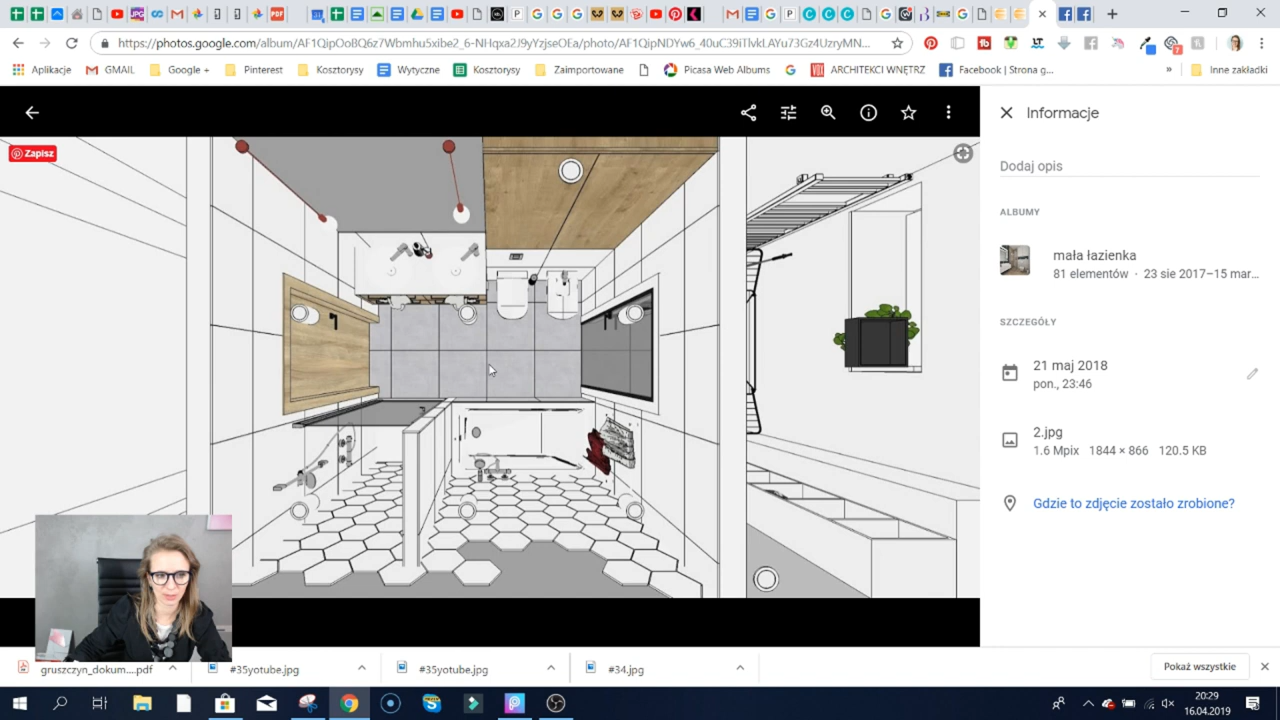 https://photos.google.com/album/AF1QipOoBQ6z7Wbmhu5xibe2_6-NHqxa2J9yYzjseOEa/photo/AF1QipNDYw6_40uC39iTlvkLAYu73Gz4UzryMN...
Aplikacje GMAIL Google + Pinterest Kosztorysy Wytyczne Kosztorysy Zaimportowane Picasa Web Albums ARCHITEKCI WNĘTRZ Facebook | Strona g... » Inne zakładki
Zapisz
Informacje
Dodaj opis
ALBUMY
mała łazienka
81 elementów · 23 sie 2017–15 mar...
SZCZEGÓŁY
21 maj 2018
pon., 23:46
2.jpg
1.6 Mpix 1844 × 866 120.5 KB
Gdzie to zdjęcie zostało zrobione?
gruszczyn_dokum....pdf #35yotube.jpg #35yotube.jpg #34.jpg Pokaż wszystkie
20:29
16.04.2019